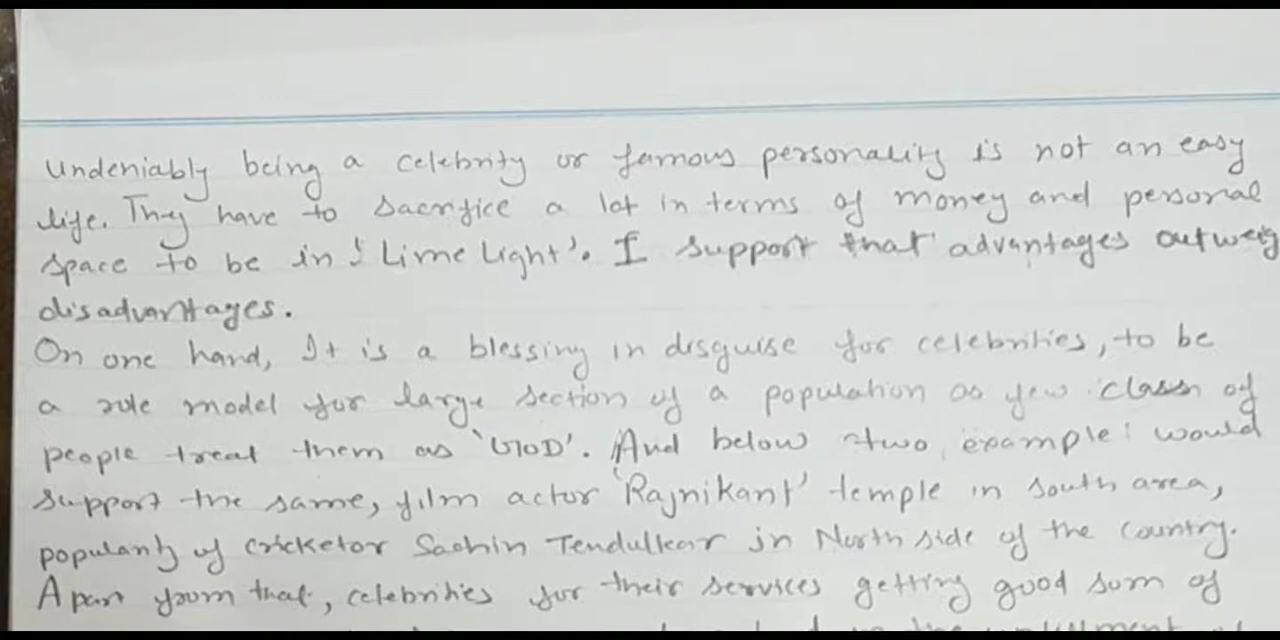 Undeniably being a celebrity or famous personality is not an easy
life. They have to sacrifice a lot in terms of money and personal
space to be in 'Lime light'. I support that advantages outweig
disadvantages.
On one hand, It is a blessing in disguise for celebrities, to be
a role model for large section of a population as few class of
people treat them as 'GOD'. And below two example would
support the same, film actor 'Rajnikant' temple in south area,
popularity of cricketor Sachin Tendulkar in North side of the country.
Apart from that, celebrities for their services getting good sum of